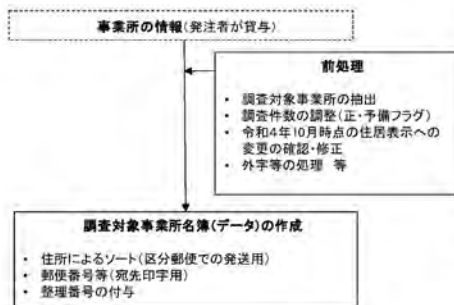 事業所の情報(発注者が貸与)
前処理
• 調査対象事業所の抽出
• 調査件数の調整(正・予備フラグ)
• 令和4年10月時点の住居表示への
変更の確認・修正
• 外字等の処理 等
調査対象事業所名簿(データ)の作成
• 住所によるソート(区分郵便での発送用)
• 郵便番号等(宛先印字用)
• 整理番号の付与